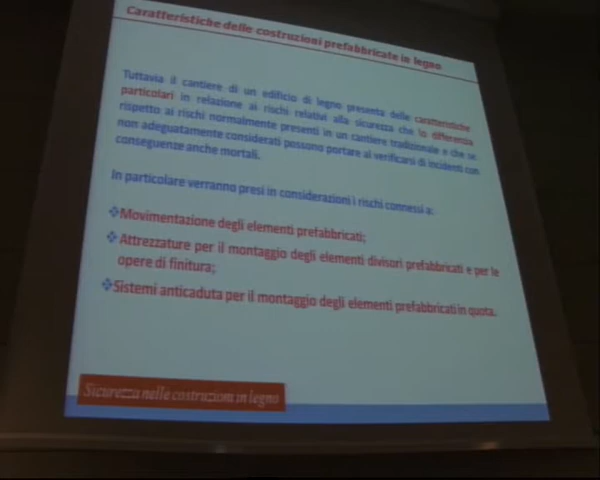 Caratteristiche delle costruzioni prefabbricate in legno
Tuttavia il cantiere di un edificio di legno presenta delle caratteristiche
particolari in relazione ai rischi relativi alla sicurezza che lo differenzia
rispetto ai rischi normalmente presenti in un cantiere tradizionale e che se
non adeguatamente considerati possono portare al verificarsi di incidenti con
conseguenze anche mortali.
In particolare verranno presi in considerazioni i rischi connessi a:
❖Movimentazione degli elementi prefabbricati;
❖Attrezzature per il montaggio degli elementi divisori prefabbricati e per le
opere di finitura;
❖Sistemi anticaduta per il montaggio degli elementi prefabbricati in quota.
Sicurezza nelle costruzioni in legno